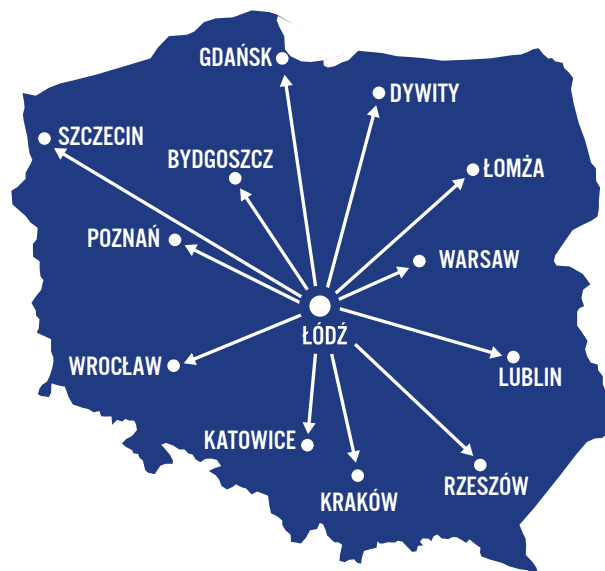 GDAŃSK
DYWITY
SZCZECIN
BYDGOSZCZ
ŁOMŻA
POZNAŃ
WARSAW
ŁÓDŹ
WROCŁAW
LUBLIN
KATOWICE
RZESZÓW
KRAKÓW